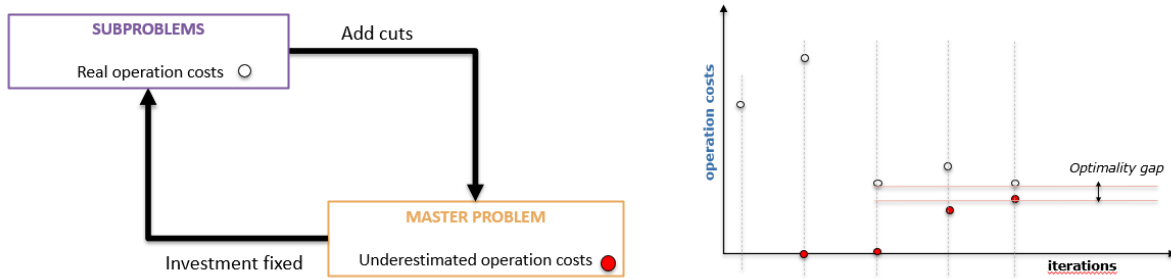 SUBPROBLEMS
Real operation costs
Add cuts
MASTER PROBLEM
Underestimated operation costs
Investment fixed
operation costs
Optimality gap
iterations